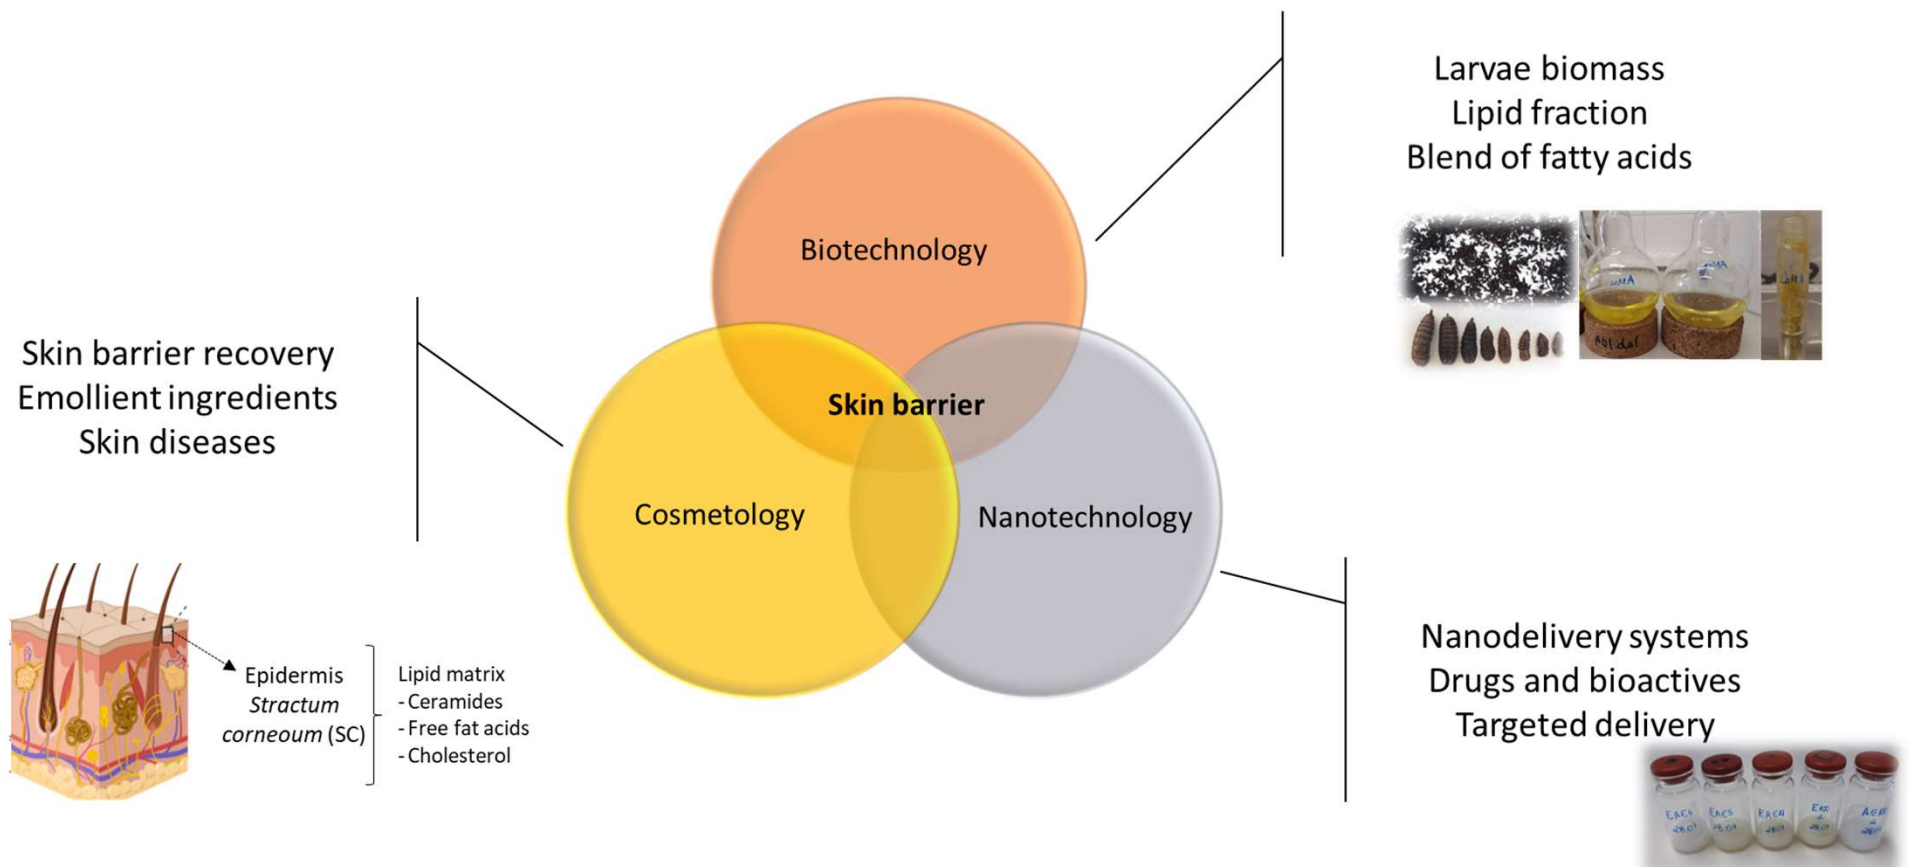 Larvae biomass
Lipid fraction
Blend of fatty acids
Biotechnology
Skin barrier recovery
Emollient ingredients
Skin diseases
Skin barrier
Cosmetology
Nanotechnology
Epidermis
Stractum
corneoum (SC)
Lipid matrix
- Ceramides
- Free fat acids
- Cholesterol
Nanodelivery systems
Drugs and bioactives
Targeted delivery